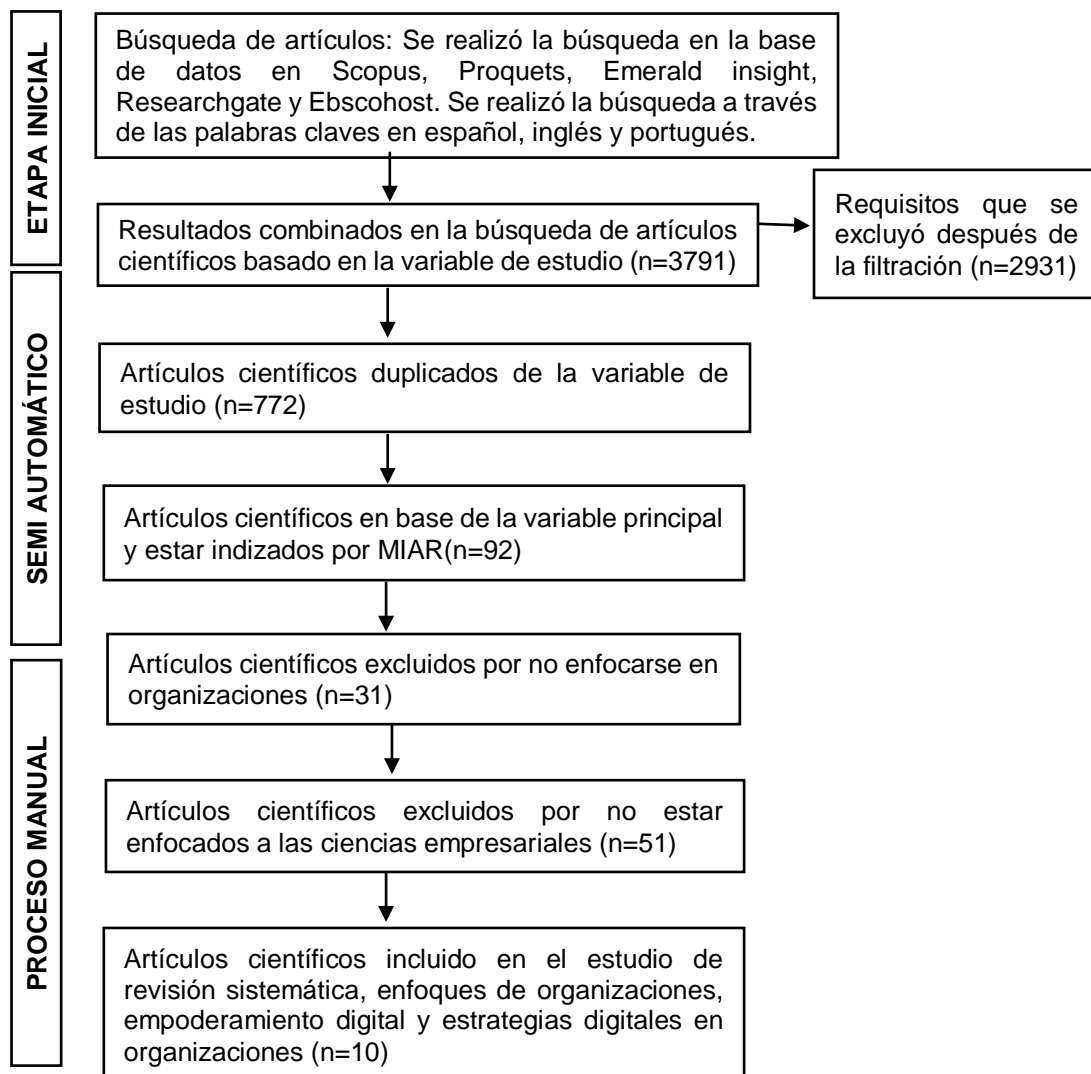 ETAPA INICIAL
Búsqueda de artículos: Se realizó la búsqueda en la base
de datos en Scopus, Proquets, Emerald insight,
Researchgate y Ebscohost. Se realizó la búsqueda a través
de las palabras claves en español, inglés y portugués.
Resultados combinados en la búsqueda de artículos
científicos basado en la variable de estudio (n=3791)
Requisitos que se
excluyó después de
la filtración (n=2931)
SEMI AUTOMÁTICO
Artículos científicos duplicados de la variable de
estudio (n=772)
Artículos científicos en base de la variable principal
y estar indizados por MIAR(n=92)
PROCESO MANUAL
Artículos científicos excluidos por no enfocarse en
organizaciones (n=31)
Artículos científicos excluidos por no estar
enfocados a las ciencias empresariales (n=51)
Artículos científicos incluido en el estudio de
revisión sistemática, enfoques de organizaciones,
empoderamiento digital y estrategias digitales en
organizaciones (n=10)